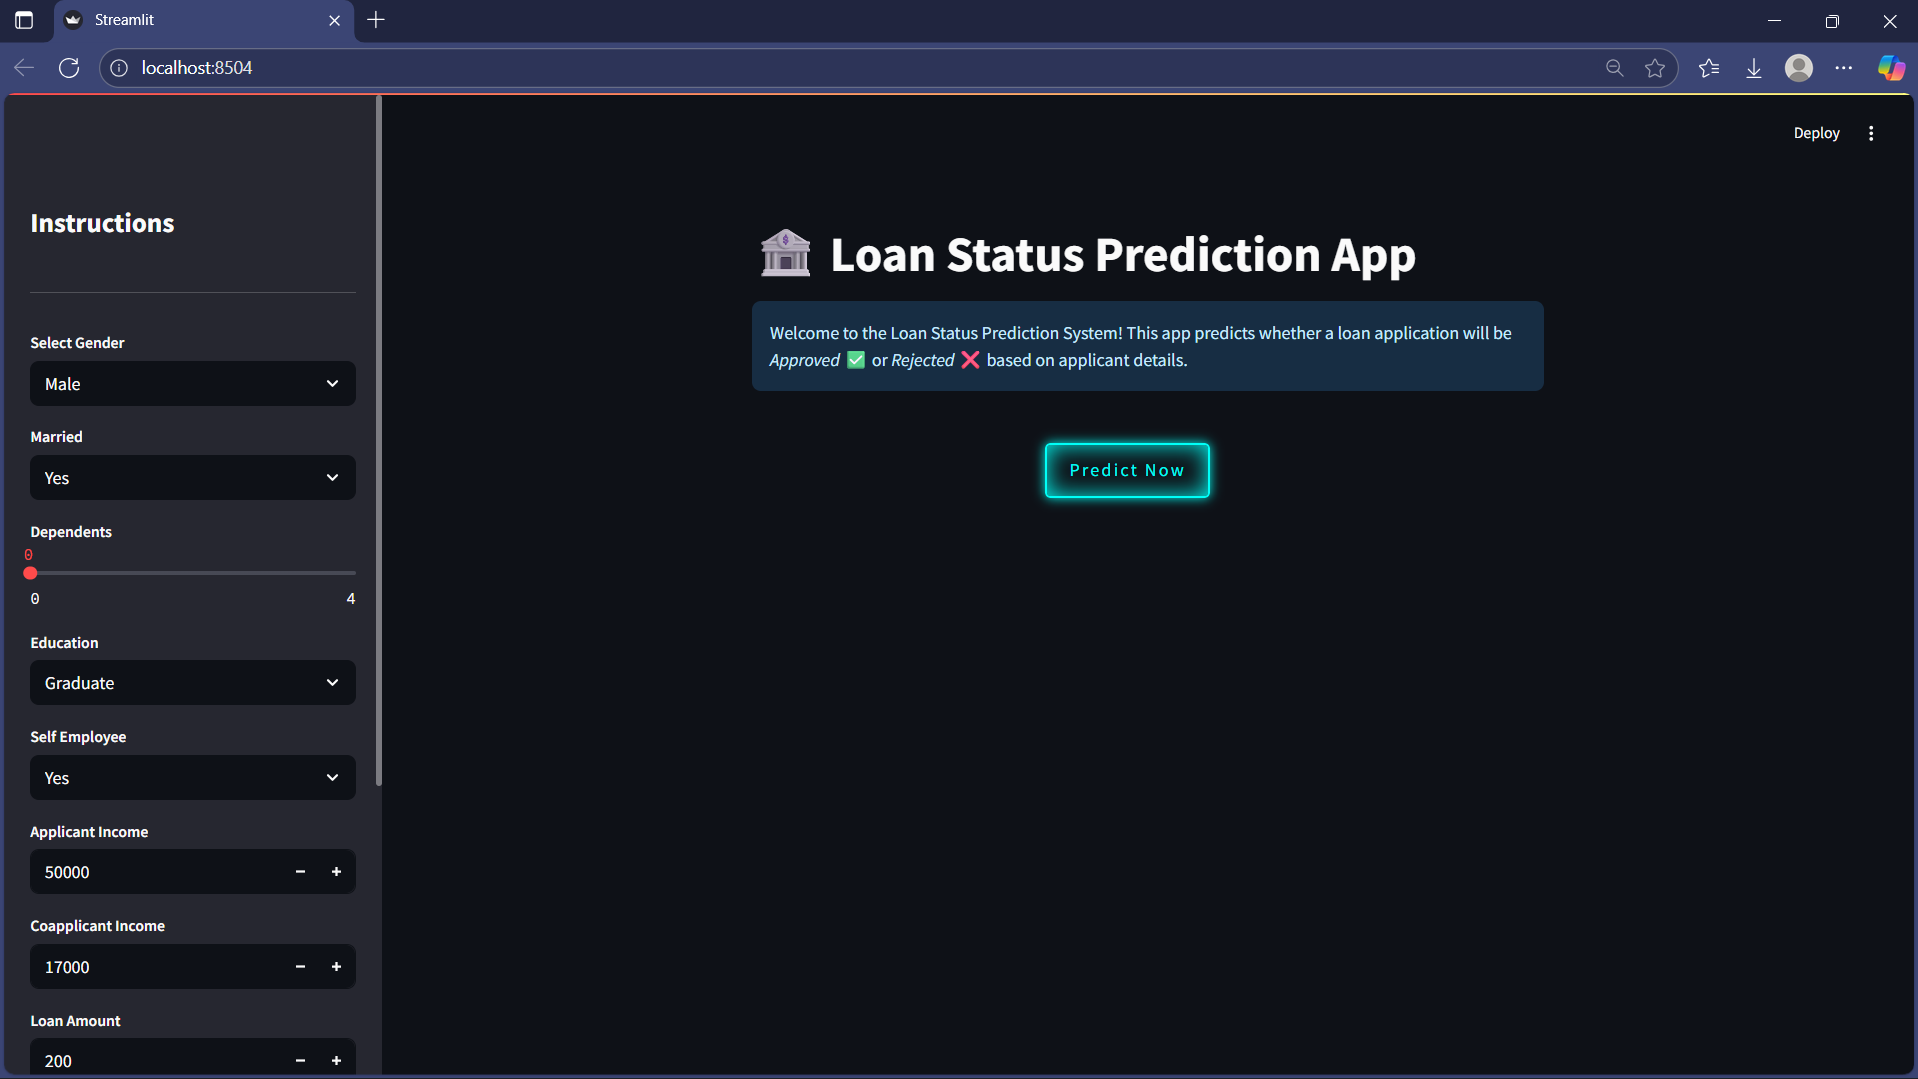 Streamlit
localhost:8504
Deploy
Instructions
Select Gender
Male
Married
Yes
Dependents
0
0 4
Education
Graduate
Self Employee
Yes
Applicant Income
50000
Coapplicant Income
17000
Loan Amount
200
Loan Status Prediction App
Welcome to the Loan Status Prediction System! This app predicts whether a loan application will be
Approved ✅ or Rejected ❌ based on applicant details.
Predict Now